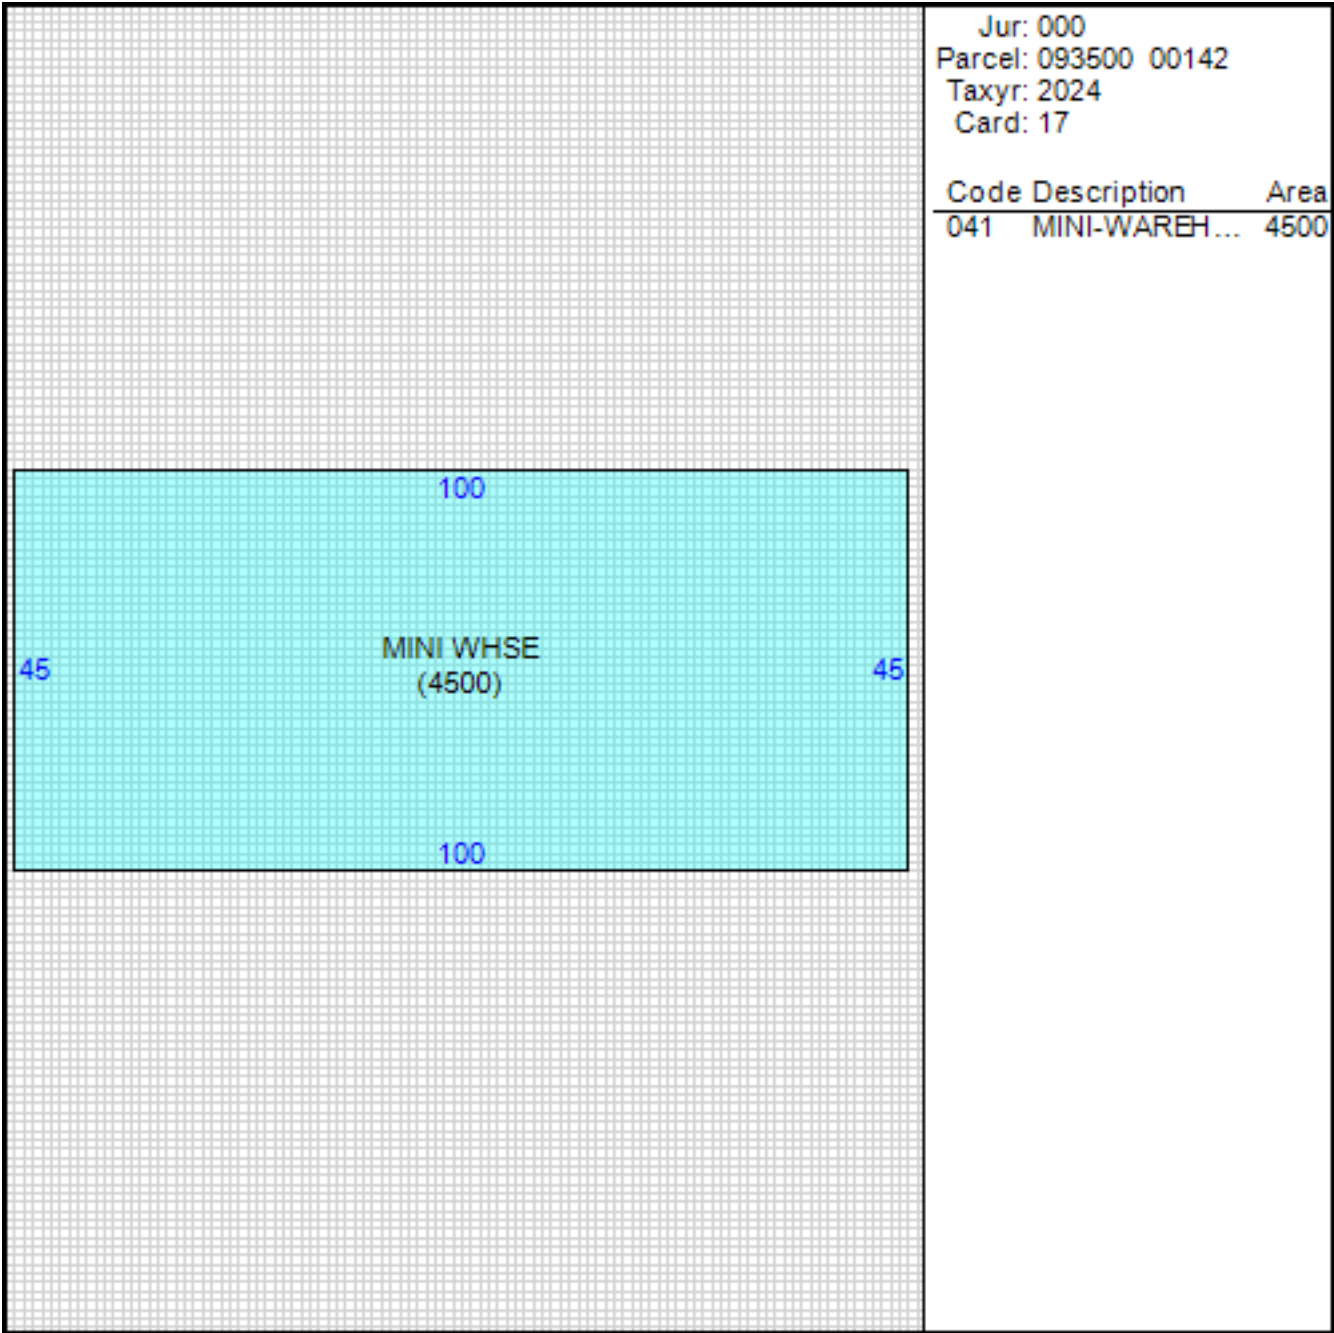 Jur: 000
Parcel: 093500 00142
Taxyr: 2024
Card: 17
Code Description Area
041 MINI-WAREH... 4500
100
MINI WHSE
45 45
(4500)
100